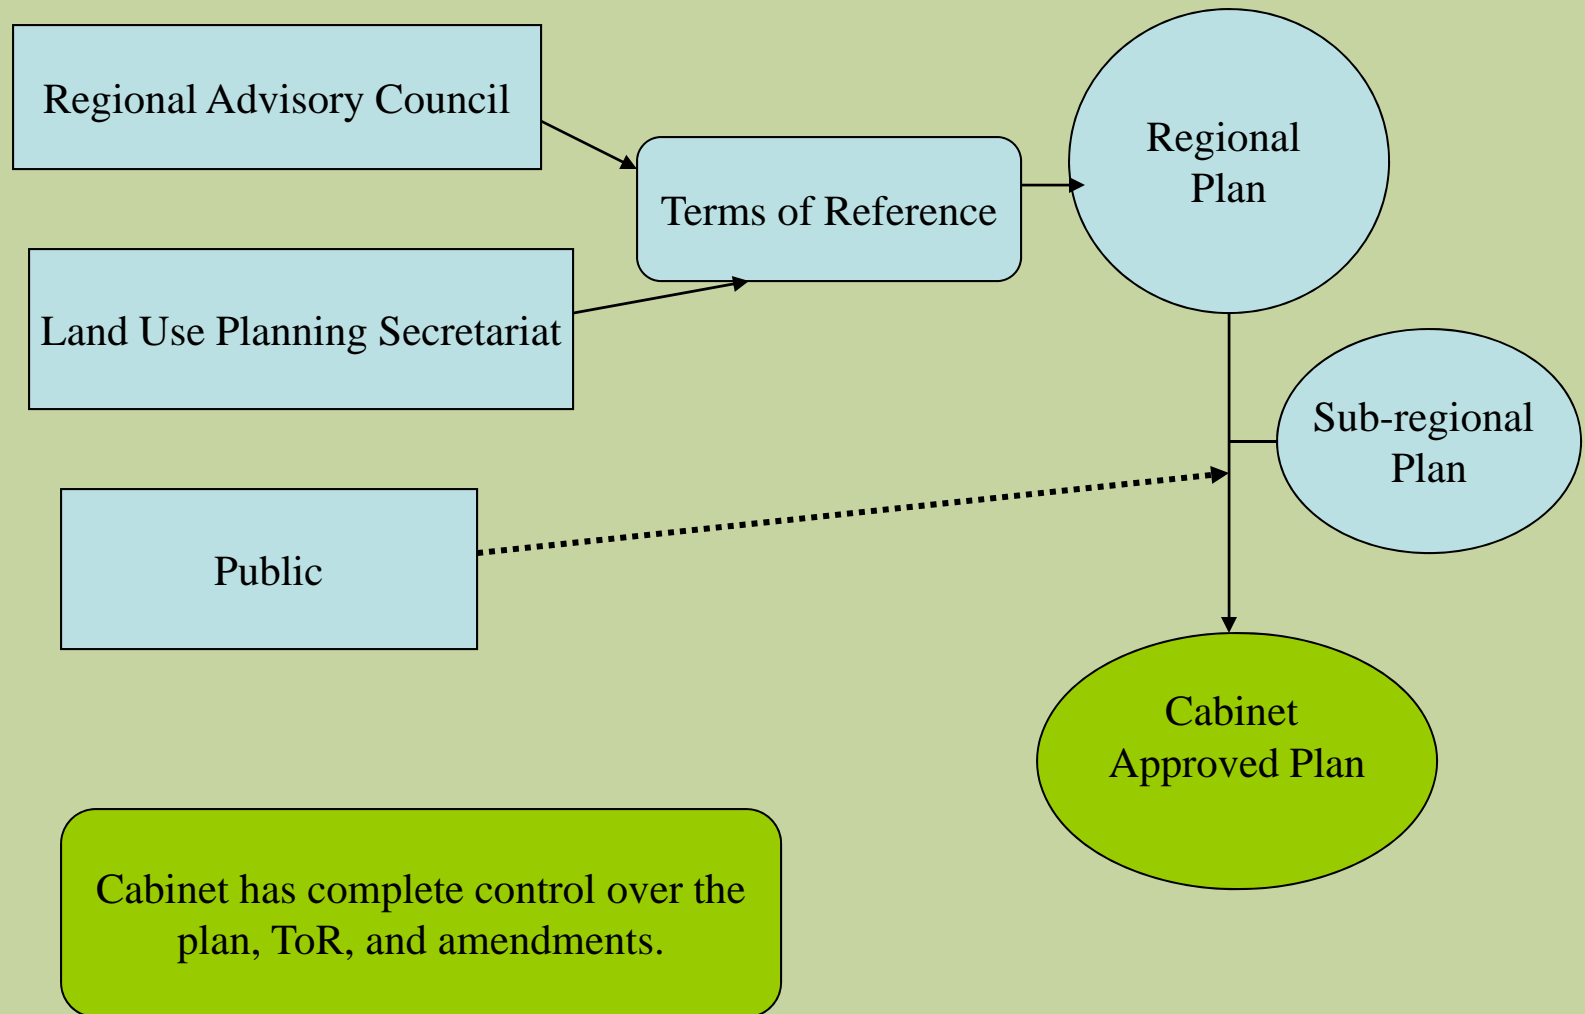 Regional Advisory Council
Terms of Reference
Regional
Plan
Land Use Planning Secretariat
Sub-regional
Plan
Public
Cabinet
Approved Plan
Cabinet has complete control over the
plan, ToR, and amendments.